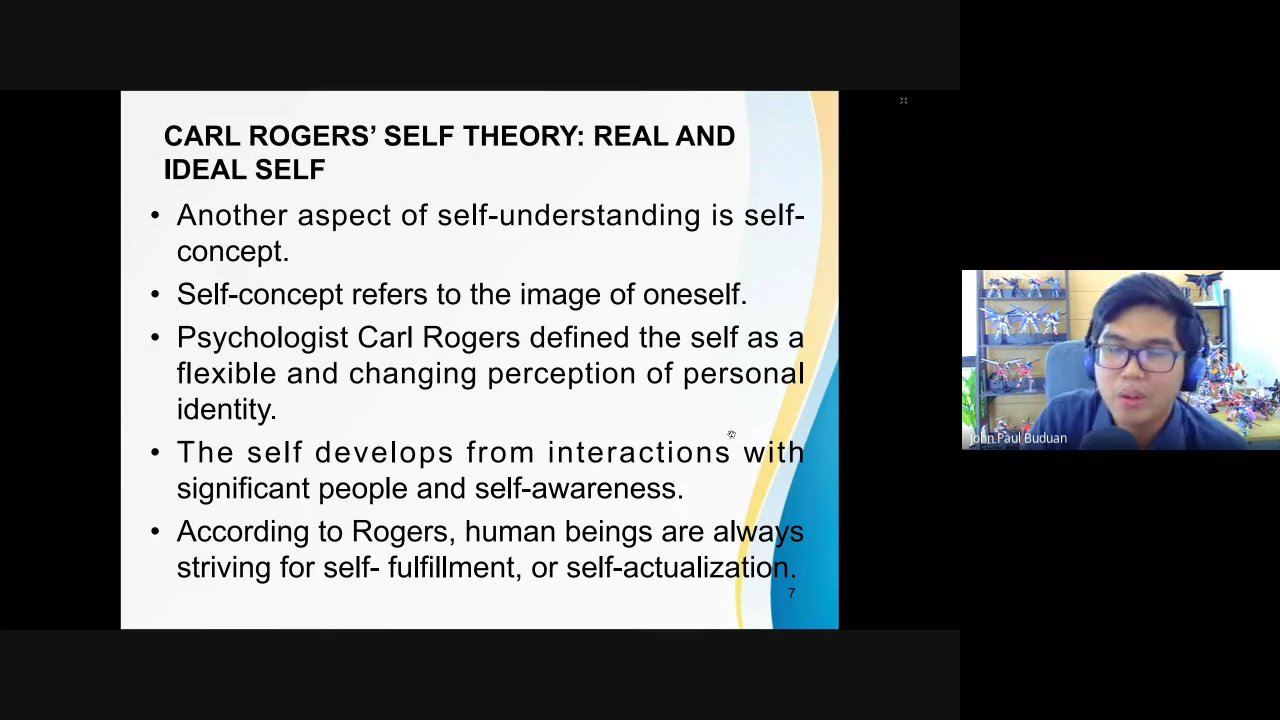 CARL ROGERS’ SELF THEORY: REAL AND
IDEAL SELF
• Another aspect of self-understanding is self-
concept.
• Self-concept refers to the image of oneself.
• Psychologist Carl Rogers defined the self as a
flexible and changing perception of personal
identity.
• The self develops from interactions with
significant people and self-awareness.
• According to Rogers, human beings are always
striving for self- fulfillment, or self-actualization.
7
John Paul Buduan